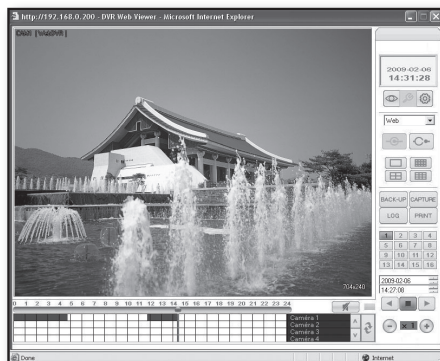 http://192.168.0.200 - DVR Web Viewer - Microsoft Internet Explorer
2009-02-06
14:31:28
Web
BACK-UP CAPTURE
LOG PRINT
1 2 3 4
5 6 7 8
9 10 11 12
13 14 15 16
704x240
2009-02-06
14:27:08
0 1 2 3 4 5 6 7 8 9 10 11 12 13 14 15 16 17 18 19 20 21 22 23 24
Caméra 1
Caméra 2
Caméra 3
Caméra 4
x 1
Done
Internet